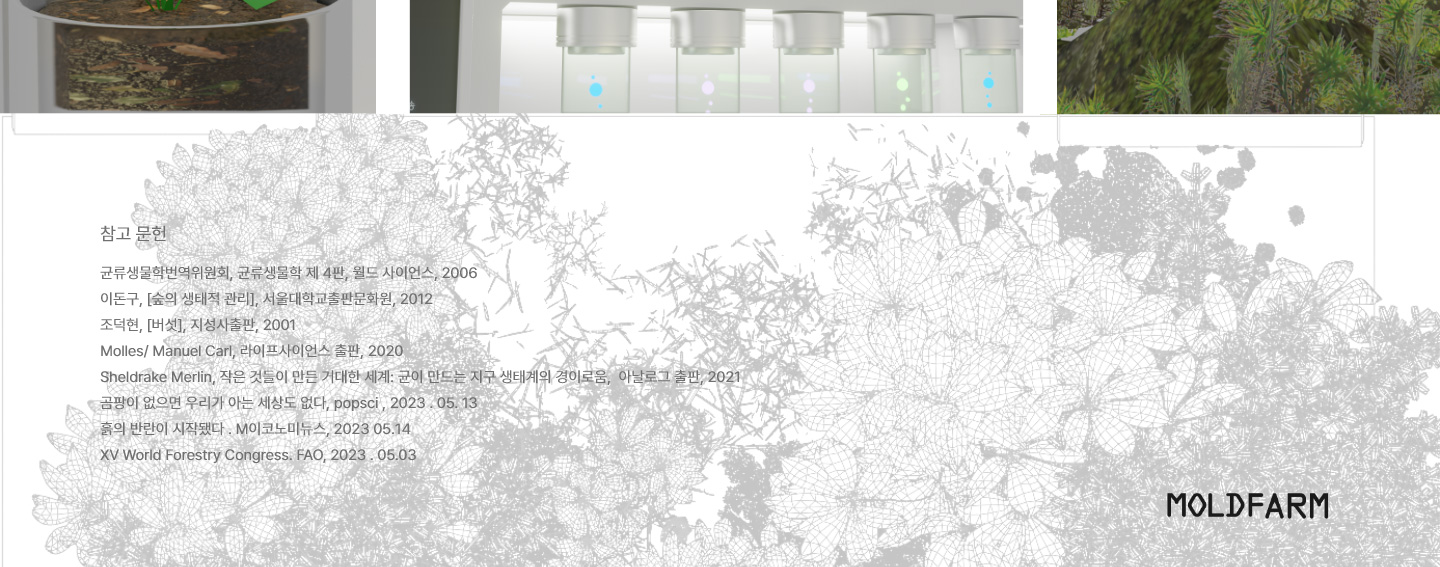 참고 문헌
균류생물학번역위원회, 균류생물학 제 4판, 월드 사이언스, 2006
이돈구, [숲의 생태적 관리], 서울대학교출판문화원, 2012
조덕현, [버섯], 지성사출판, 2001
Molles/ Manuel Carl, 라이프사이언스 출판, 2020
Sheldrake Merlin, 작은 것들이 만든 거대한 세계: 균이 만드는 지구 생태계의 경이로움, 아날로그 출판, 2021
곰팡이 없으면 우리가 아는 세상도 없다, popsci , 2023 . 05. 13
흙의 반란이 시작됐다 . M이코노미뉴스, 2023 05.14
XV World Forestry Congress. FAO, 2023 . 05.03
MOLDFARM